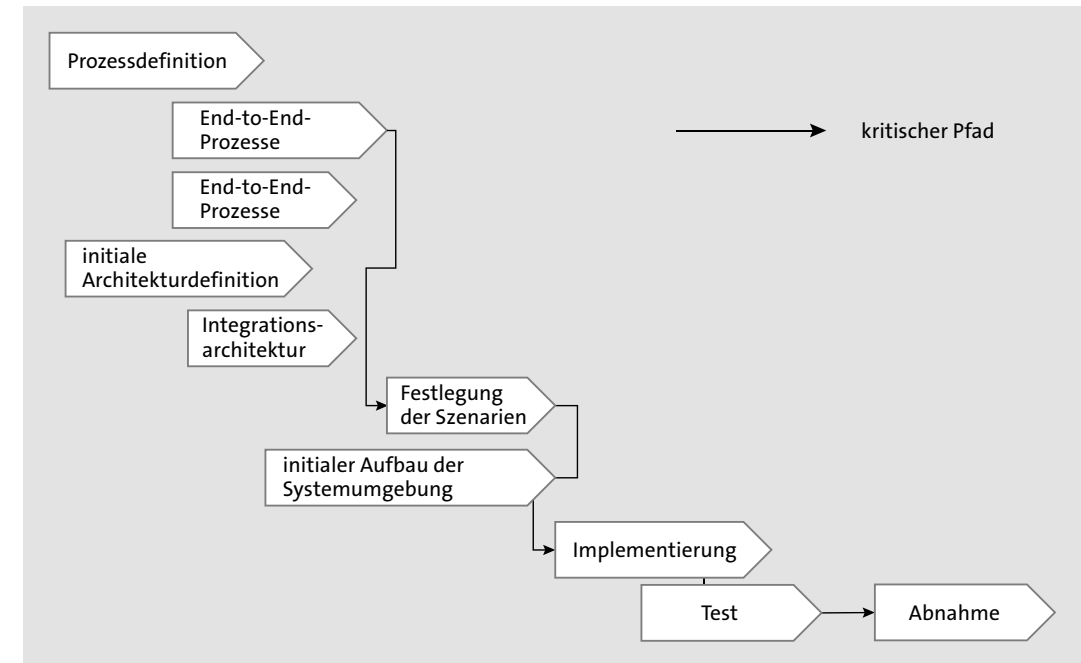 Prozessdefinition
End-to-End-
Prozesse
kritischer Pfad
End-to-End-
Prozesse
initiale
Architekturdefinition
Integrations-
architektur
Festlegung
der Szenarien
initialer Aufbau der
Systemumgebung
Implementierung
Test
Abnahme